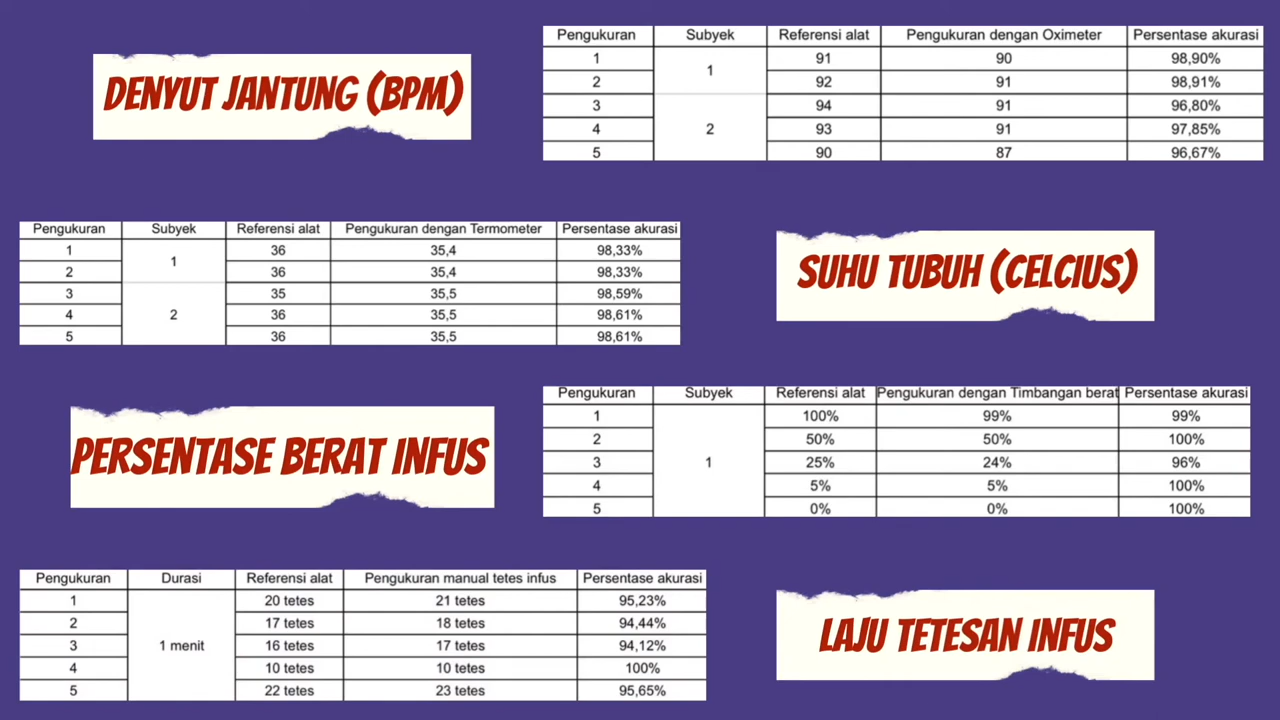 DENYUT JANTUNG (BPM)
Pengukuran Subyek Referensi alat Pengukuran dengan Oximeter Persentase akurasi
1 1 91 90 98,90%
2 92 91 98,91%
3 2 94 91 96,80%
4 93 91 97,85%
5 90 87 96,67%
Pengukuran Subyek Referensi alat Pengukuran dengan Termometer Persentase akurasi
1 1 36 35,4 98,33%
2 36 35,4 98,33%
3 2 35 35,5 98,59%
4 36 35,5 98,61%
5 36 35,5 98,61%
SUHU TUBUH (CELCIUS)
PERSENTASE BERAT INFUS
Pengukuran Subyek Referensi alat Pengukuran dengan Timbangan berat Persentase akurasi
1 100% 99% 99%
2 50% 50% 100%
3 1 25% 24% 96%
4 5% 5% 100%
5 0% 0% 100%
Pengukuran Durasi Referensi alat Pengukuran manual tetes infus Persentase akurasi
1 20 tetes 21 tetes 95,23%
2 17 tetes 18 tetes 94,44%
3 1 menit 16 tetes 17 tetes 94,12%
4 10 tetes 10 tetes 100%
5 22 tetes 23 tetes 95,65%
LAJU TETESAN INFUS